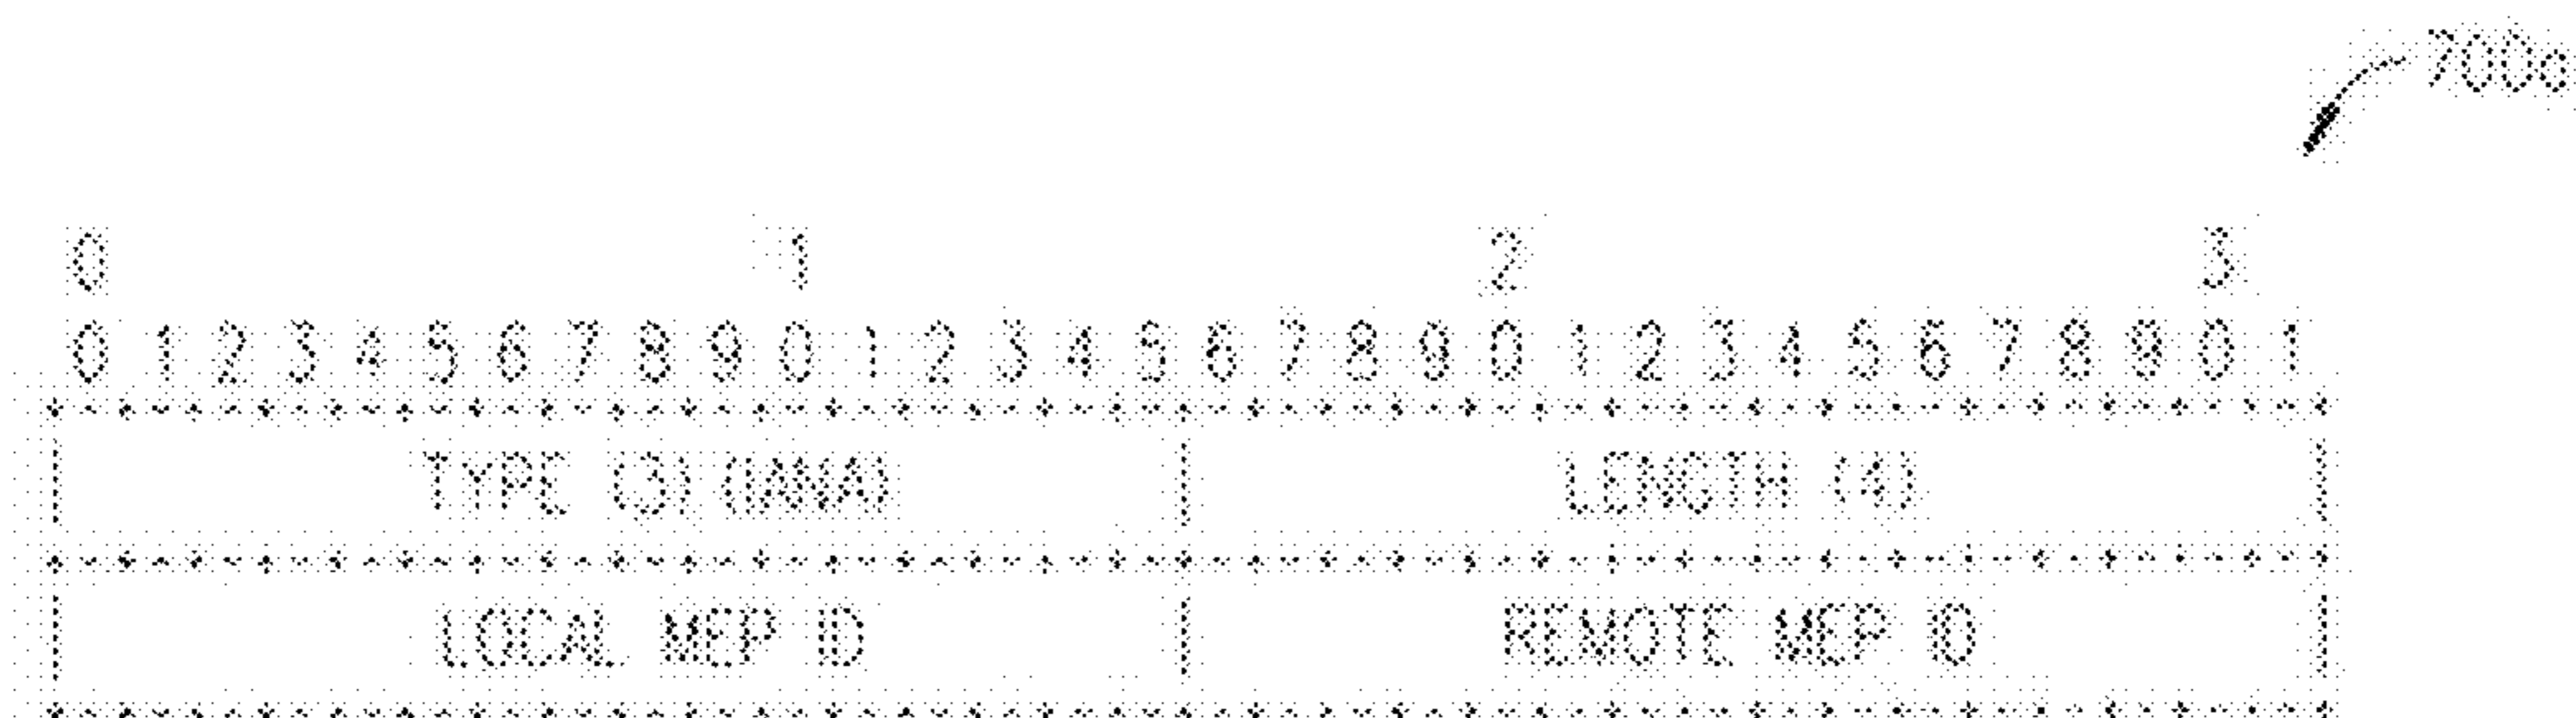 700a
0 1 2 3
0 1 2 3 4 5 6 7 8 9 0 1 2 3 4 5 6 7 8 9 0 1 2 3 4 5 6 7 8 9 0 1
TYPE (3) (IANA) LENGTH (4)
LOCAL MEP ID REMOTE MEP ID